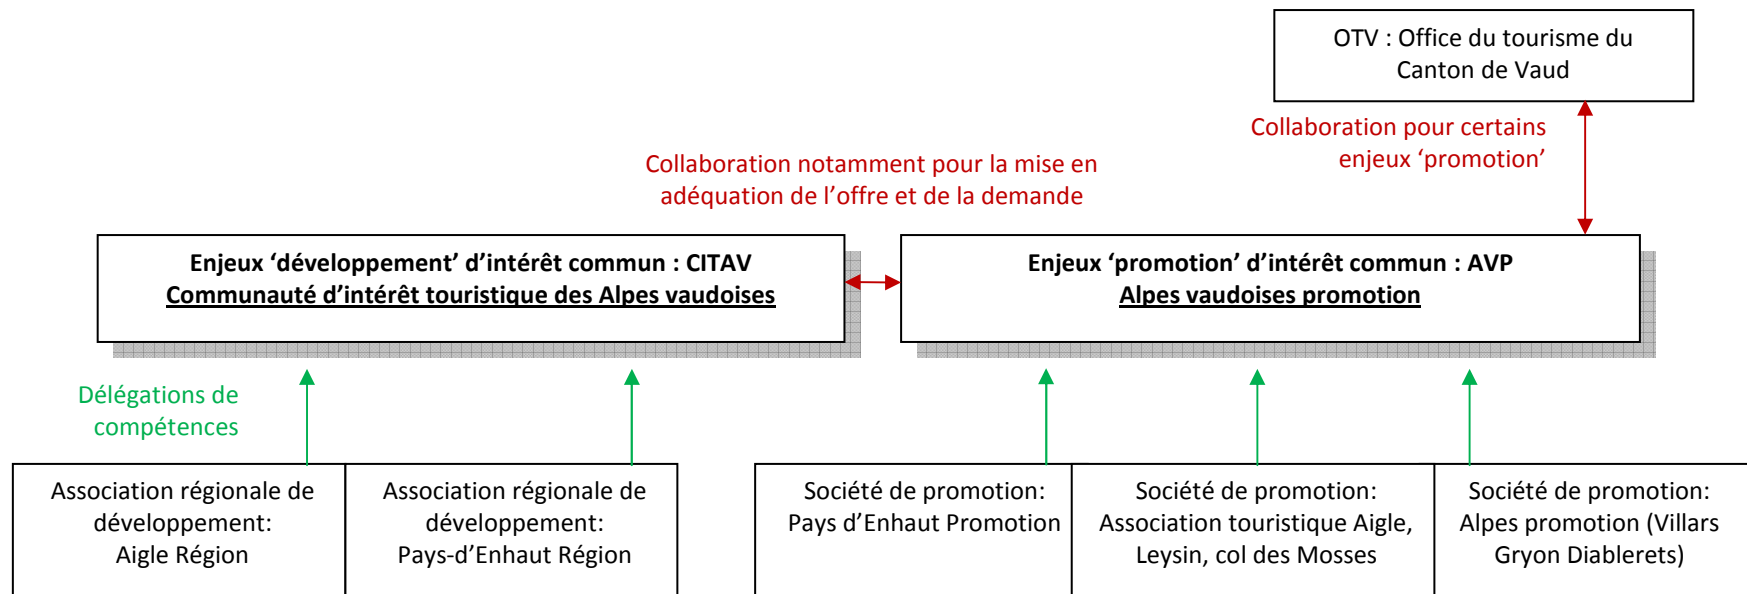 OTV : Office du tourisme du
Canton de Vaud
Collaboration pour certains
enjeux ‘promotion’
Collaboration notamment pour la mise en
adéquation de l’offre et de la demande
Enjeux ‘développement’ d’intérêt commun : CITAV
Communauté d’intérêt touristique des Alpes vaudoises
Enjeux ‘promotion’ d’intérêt commun : AVP
Alpes vaudoises promotion
Délégations de
compétences
Association régionale de
développement:
Aigle Région
Association régionale de
développement:
Pays-d’Enhaut Région
Société de promotion:
Pays d’Enhaut Promotion
Société de promotion:
Association touristique Aigle,
Leysin, col des Mosses
Société de promotion:
Alpes promotion (Villars
Gryon Diablerets)